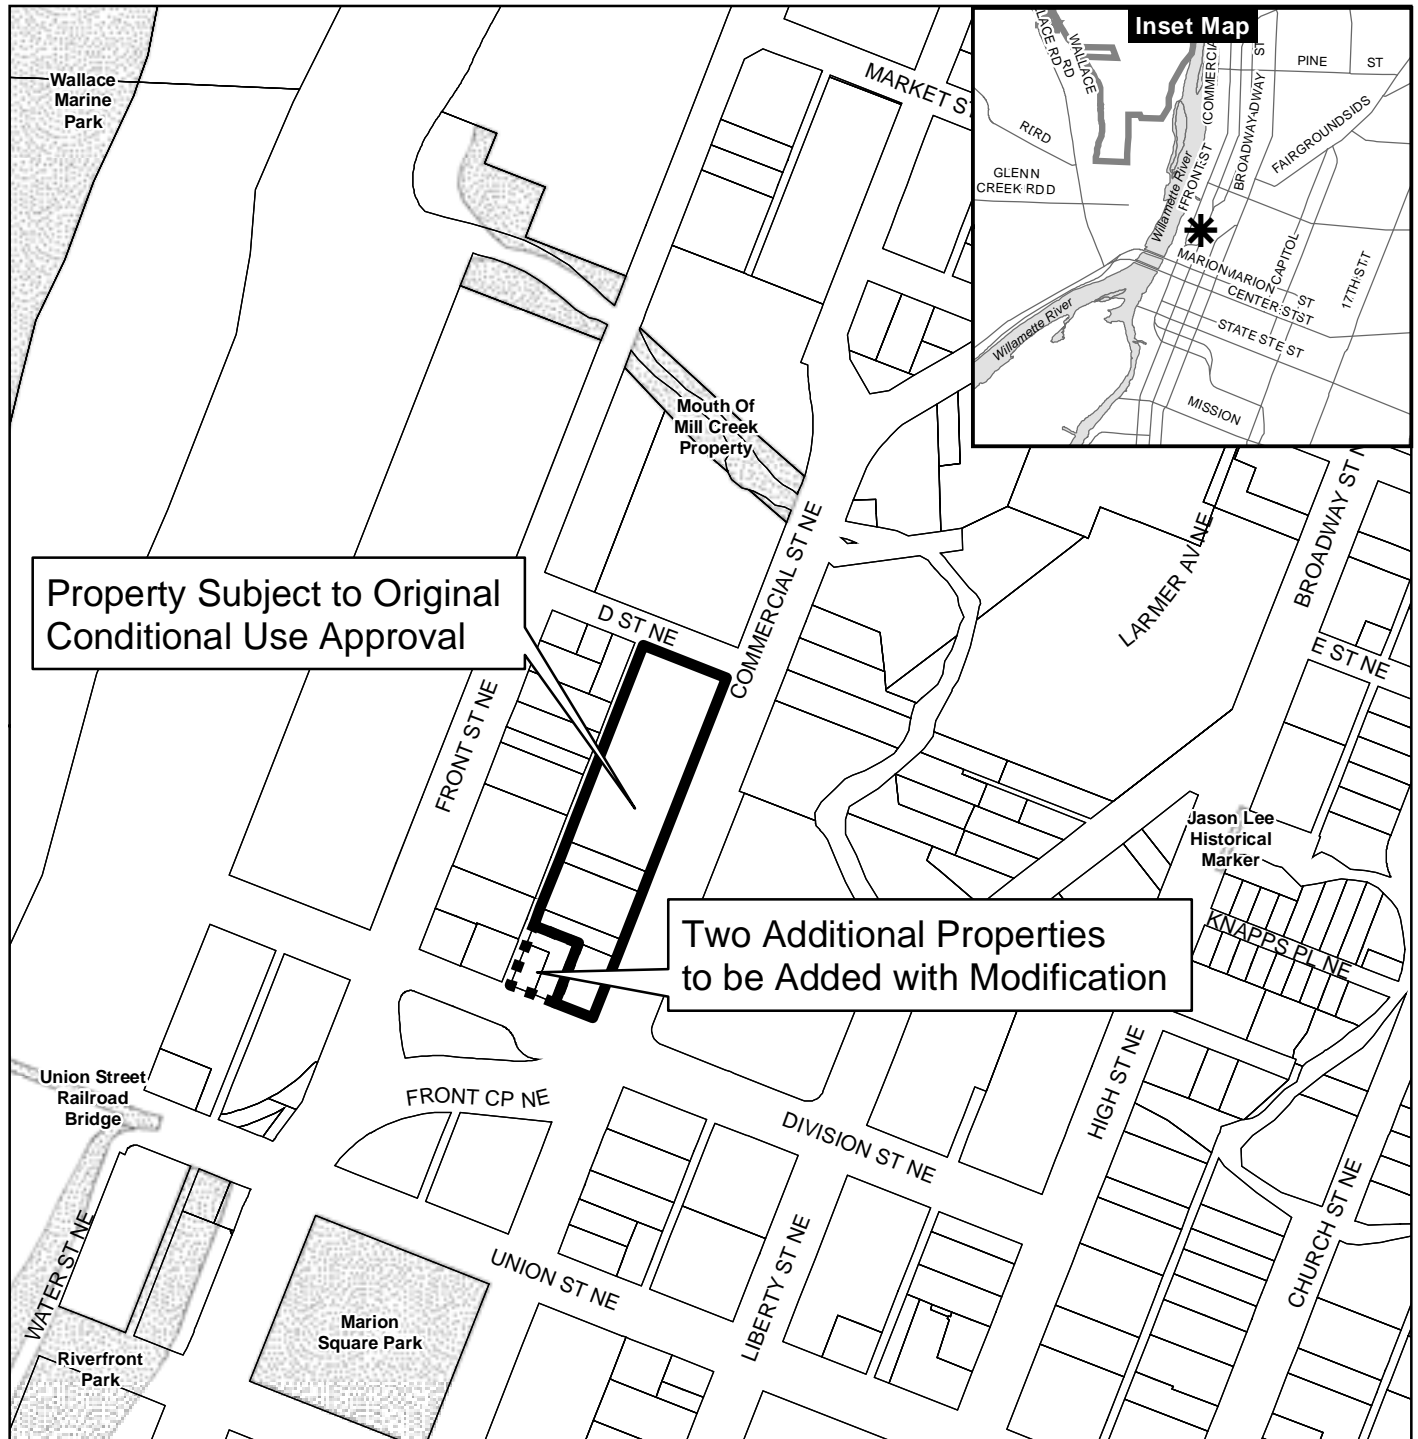 Inset Map
WALLACE RD
WALLACE RD
PINE ST
BROADWAY ST
FAIRGROUNDS
GLENN
CREEK RD
Willamette River
Willamette River
MARION
MARION ST
CENTER ST
CAPITOL
17TH ST
STATE ST
MISSION
Wallace
Marine
Park
MARKET ST
Mouth Of
Mill Creek
Property
COMMERCIAL ST NE
LARMER AV NE
BROADWAY ST N
Property Subject to Original
Conditional Use Approval
D ST NE
E ST NE
FRONT ST NE
Jason Lee
Historical
Marker
Two Additional Properties
to be Added with Modification
KNAPPS PL NE
Union Street
Railroad
Bridge
FRONT CP NE
DIVISION ST NE
HIGH ST NE
CHURCH ST NE
WATER ST NE
UNION ST NE
LIBERTY ST NE
Marion
Square Park
Riverfront
Park